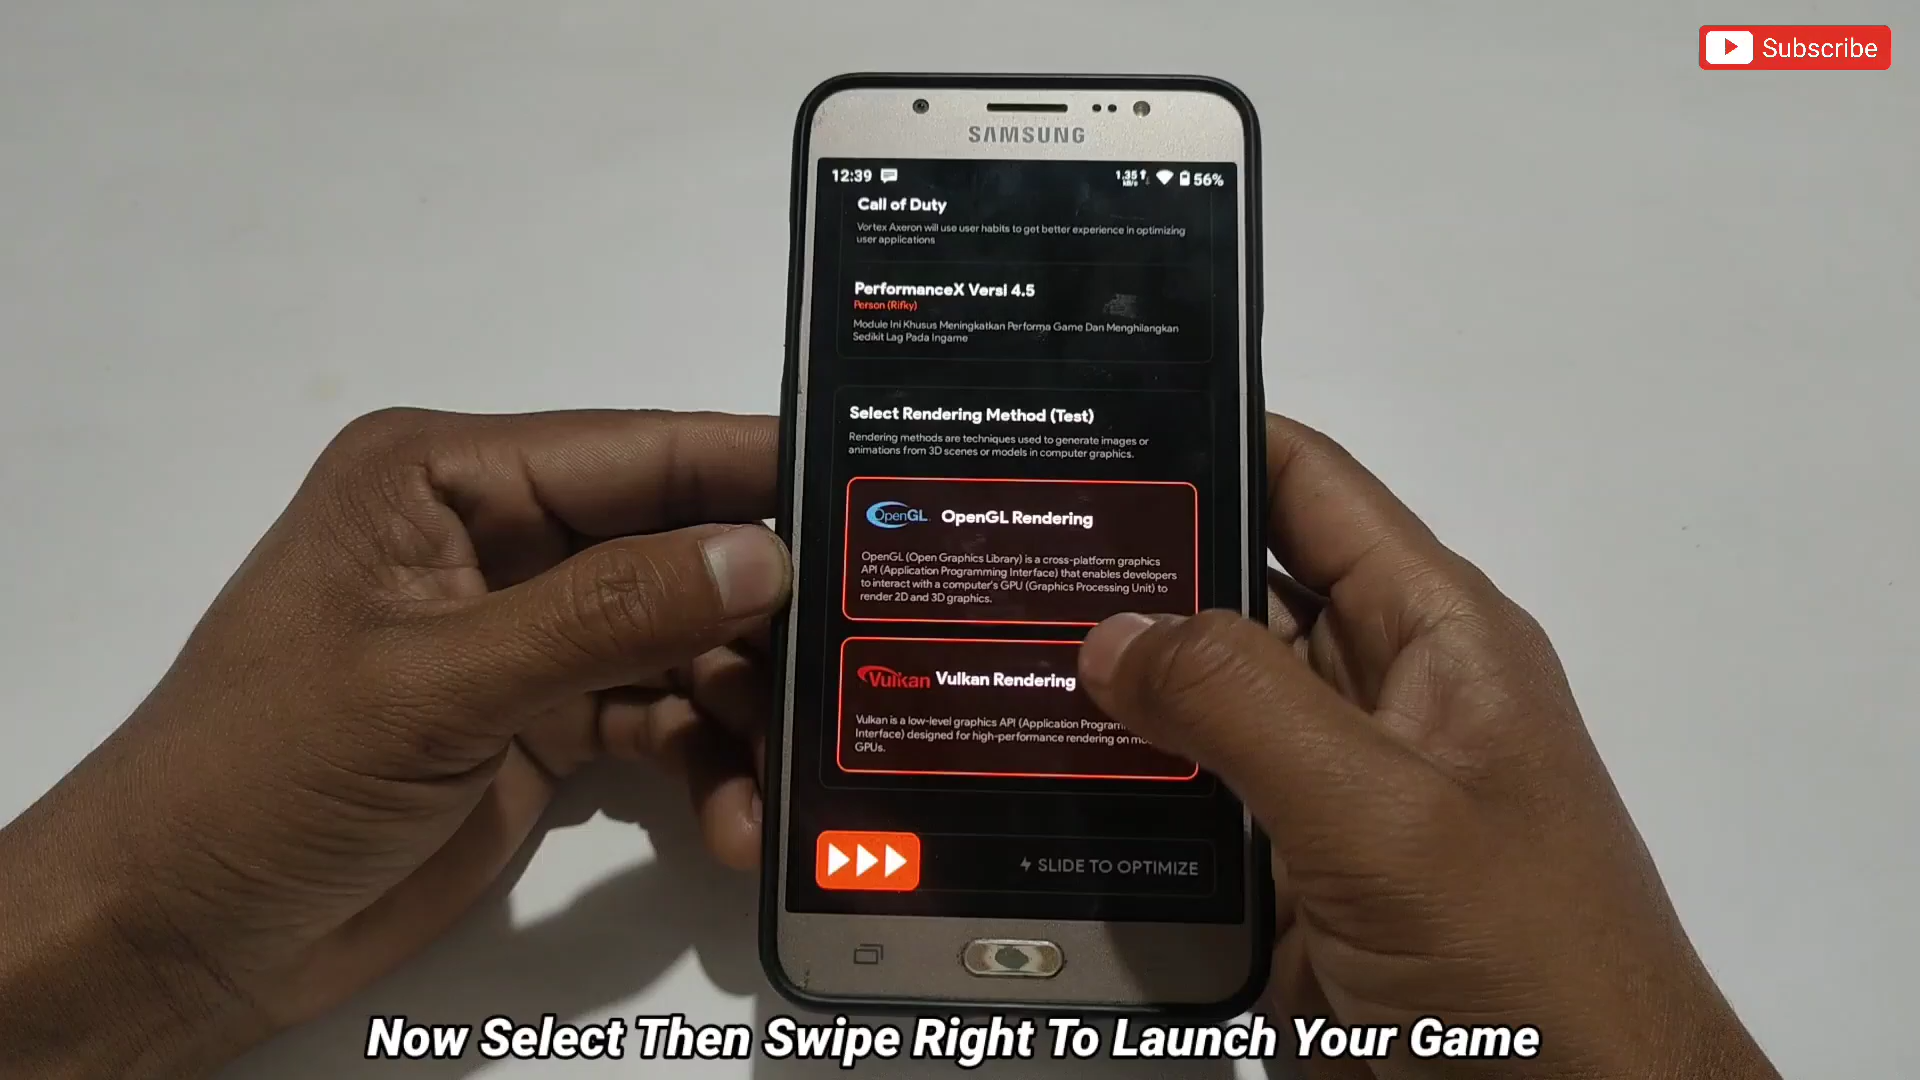 Subscribe
SAMSUNG
12:39
1.35
kB/s
56%
Call of Duty
Vortex Axeron will use user habits to get better experience in optimizing
user applications
PerformanceX Versi 4.5
Person (Rifky)
Module Ini Khusus Meningkatkan Performa Game Dan Menghilangkan
Sedikit Lag Pada Ingame
Select Rendering Method (Test)
Rendering methods are techniques used to generate images or
animations from 3D scenes or models in computer graphics.
OpenGL OpenGL Rendering
OpenGL (Open Graphics Library) is a cross-platform graphics
API (Application Programming Interface) that enables developers
to interact with a computer's GPU (Graphics Processing Unit) to
render 2D and 3D graphics.
Vulkan Vulkan Rendering
Vulkan is a low-level graphics API (Application
Interface) designed for high-performance rendering on
GPUs.
SLIDE TO OPTIMIZE
Now Select Then Swipe Right To Launch Your Game